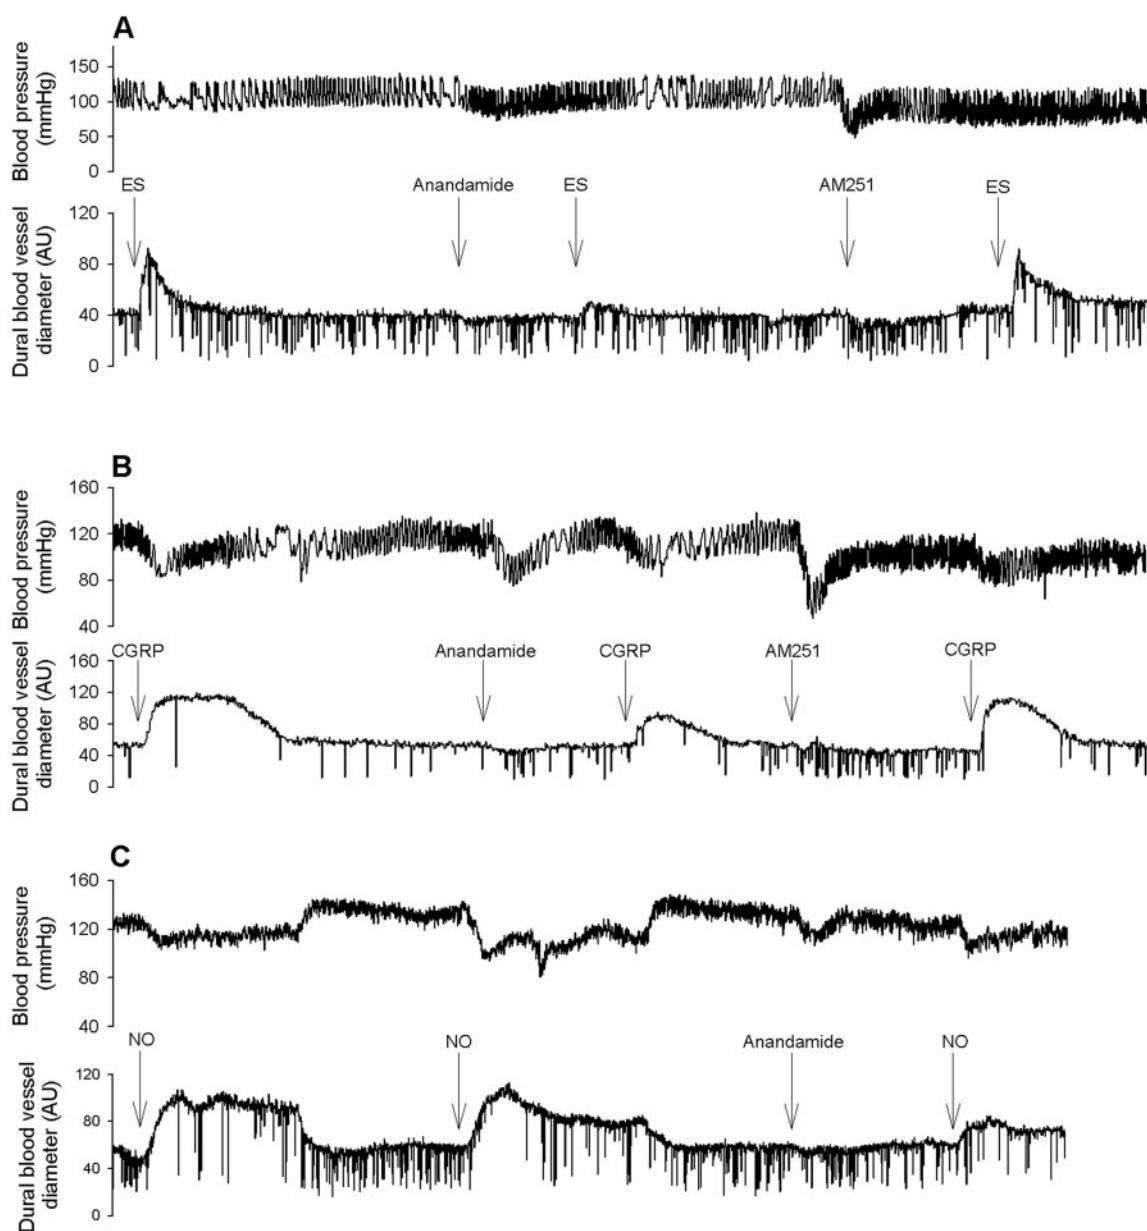 A
Blood pressure
(mmHg)
150
100
50
0
ES
Anandamide
ES
AM251
ES
Dural blood vessel
diameter (AU)
120
80
40
0
B
Blood pressure
(mmHg)
160
120
80
40
CGRP
Anandamide
CGRP
AM251
CGRP
Dural blood vessel
diameter (AU)
160
120
80
40
0
C
Blood pressure
(mmHg)
160
120
80
40
NO
NO
Anandamide
NO
Dural blood vessel
diameter (AU)
120
80
40
0